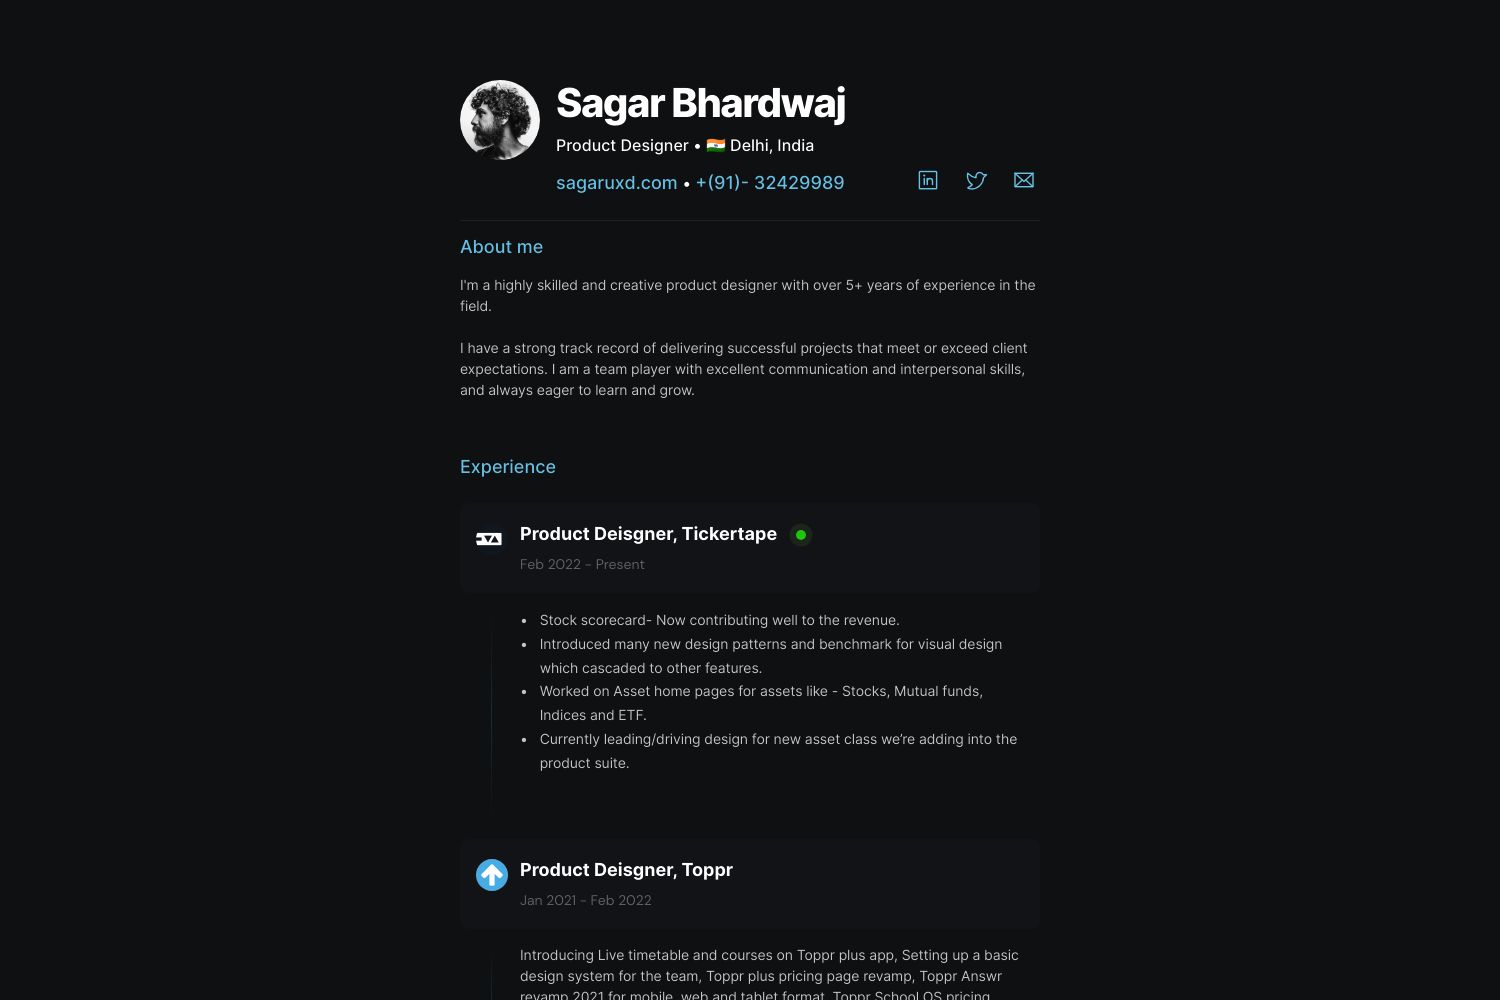 Sagar Bhardwaj
Product Designer • 🇮🇳 Delhi, India
sagaruxd.com • +(91)- 32429989
About me
I'm a highly skilled and creative product designer with over 5+ years of experience in the
field.
I have a strong track record of delivering successful projects that meet or exceed client
expectations. I am a team player with excellent communication and interpersonal skills,
and always eager to learn and grow.
Experience
Product Deisgner, Tickertape
Feb 2022 - Present
• Stock scorecard- Now contributing well to the revenue.
• Introduced many new design patterns and benchmark for visual design
which cascaded to other features.
• Worked on Asset home pages for assets like - Stocks, Mutual funds,
Indices and ETF.
• Currently leading/driving design for new asset class we’re adding into the
product suite.
Product Deisgner, Toppr
Jan 2021 - Feb 2022
Introducing Live timetable and courses on Toppr plus app, Setting up a basic
design system for the team, Toppr plus pricing page revamp, Toppr Answr
revamp 2021 for mobile, web and tablet format, Toppr School OS pricing